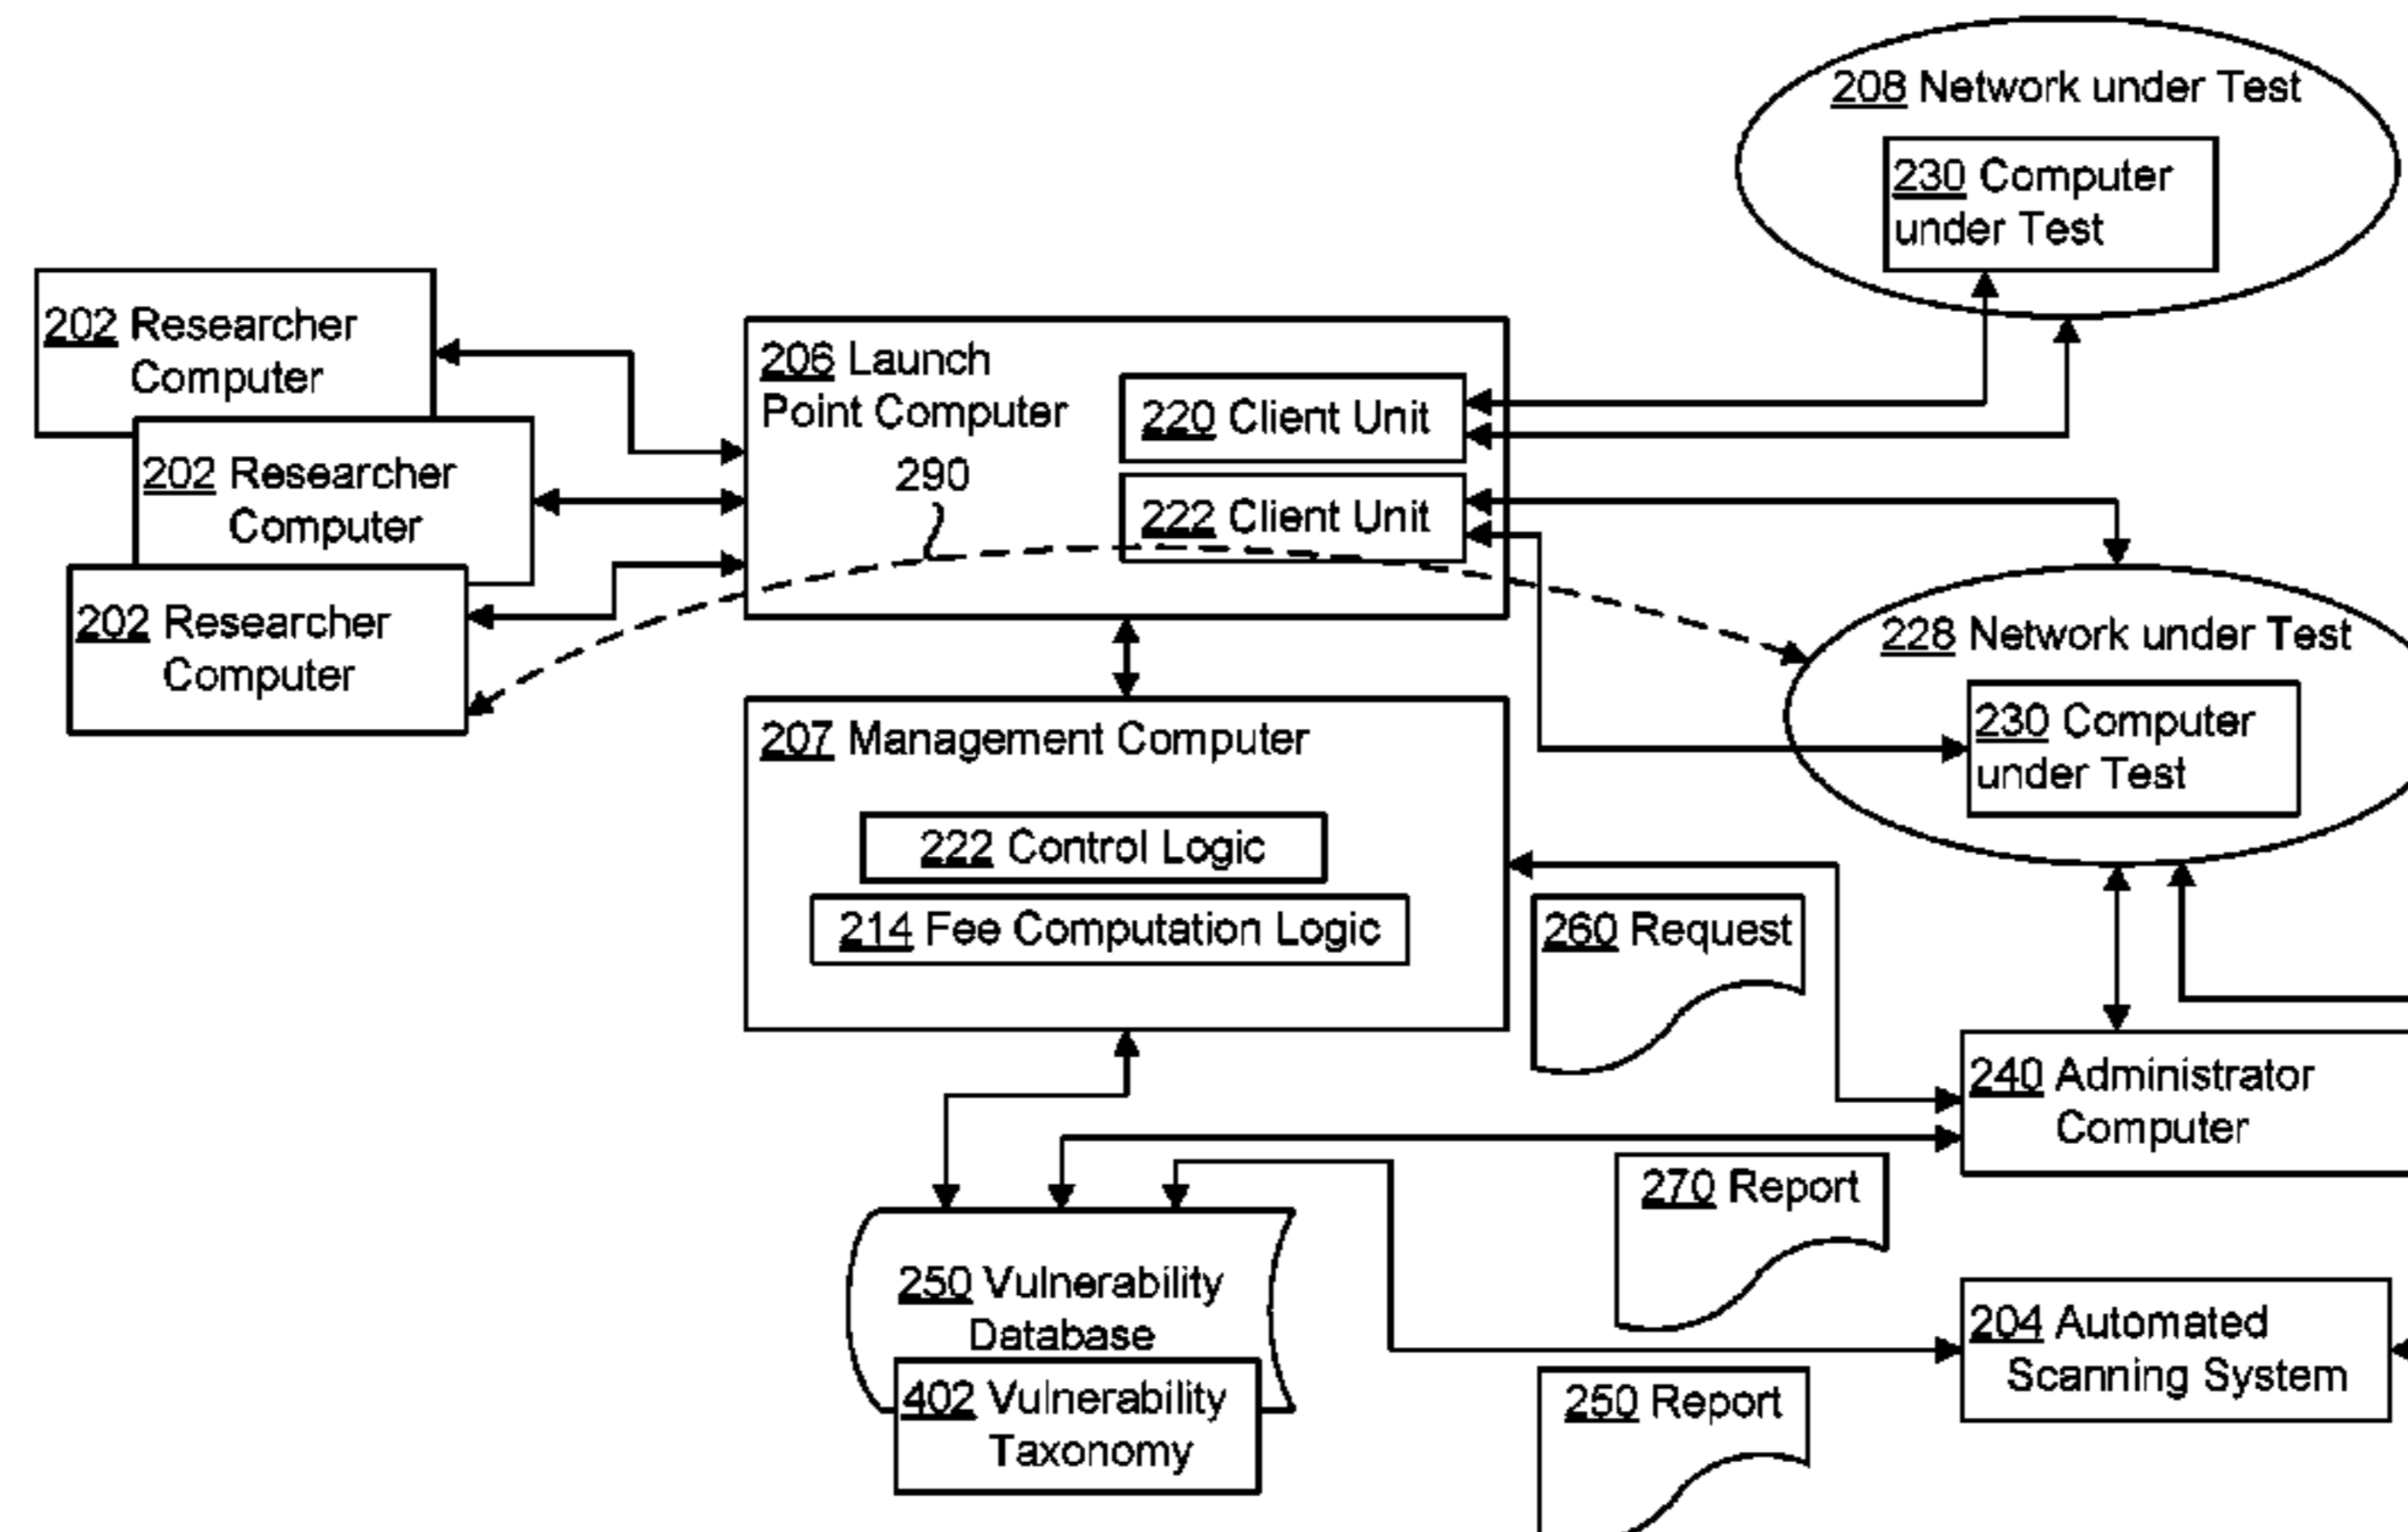 208 Network under Test
230 Computer
under Test
202 Researcher
Computer
202 Researcher
Computer
202 Researcher
Computer
206 Launch
Point Computer
220 Client Unit
290
222 Client Unit
228 Network under Test
230 Computer
under Test
207 Management Computer
222 Control Logic
214 Fee Computation Logic
260 Request
240 Administrator
Computer
270 Report
250 Vulnerability
Database
402 Vulnerability
Taxonomy
204 Automated
Scanning System
250 Report